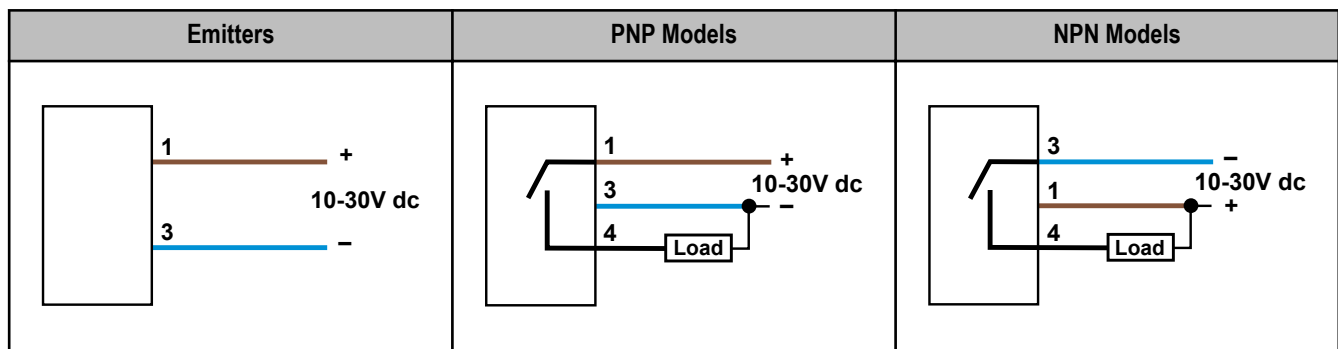 Emitters
PNP Models
NPN Models
1
+
10-30V dc
3
–
1
+
10-30V dc
3
–
4
Load
3
–
10-30V dc
1
+
4
Load